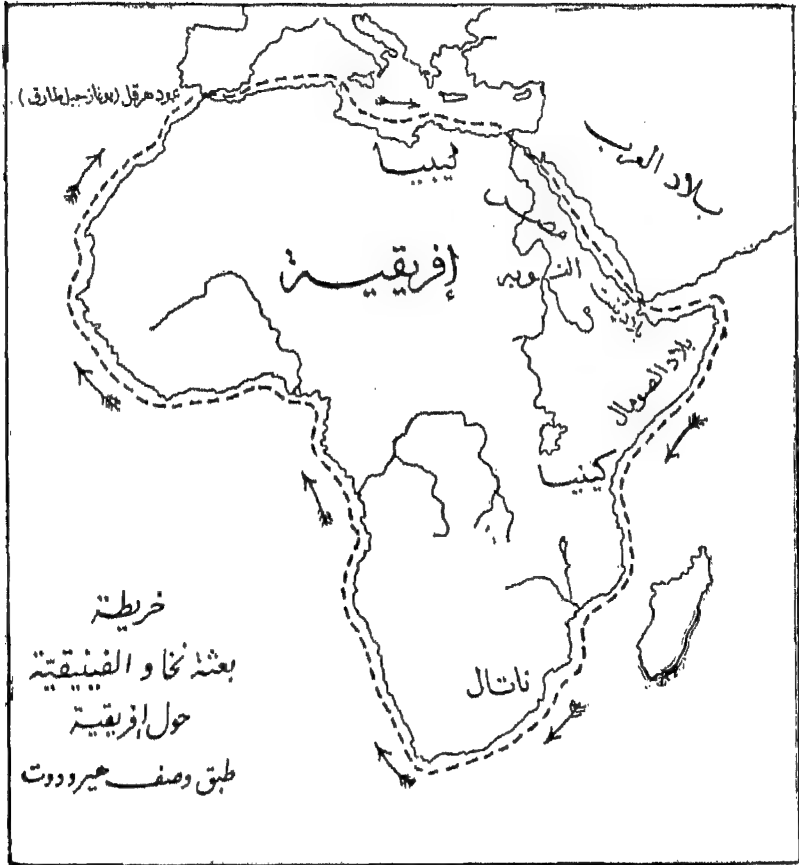 عمود هرقل (بوغاز جبل طارق)
ليبيا
بلاد العرب
مصر
إفريقية
النوبه
بلاد الصومال
كينيا
ناتال
خريطة
بعثة نخاو الفينيقية
حول إفريقية
طبق وصف هيرودوت